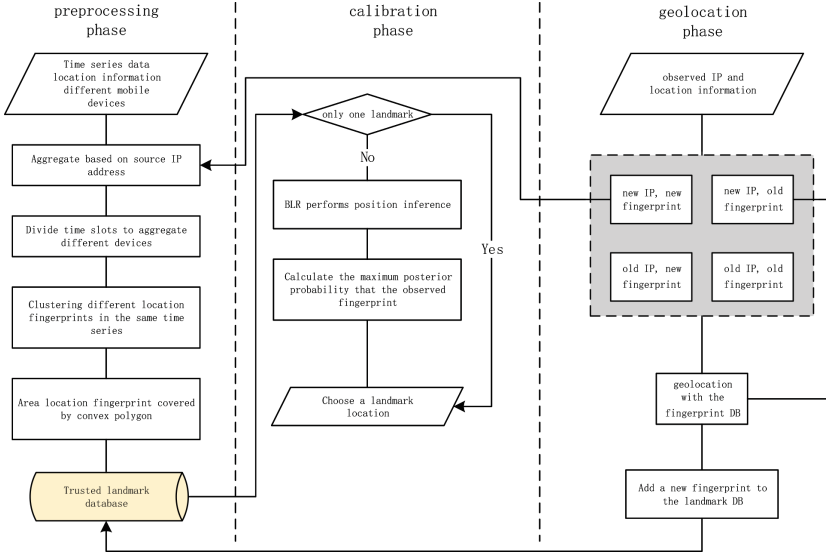 preprocessing
phase
Time series data
location information
different mobile
devices
Aggregate based on source IP
address
Divide time slots to aggregate
different devices
Clustering different location
fingerprints in the same time
series
Area location fingerprint covered
by convex polygon
Trusted landmark
database
calibration
phase
only one landmark
No
BLR performs position inference
Yes
Calculate the maximum posterior
probability that the observed
fingerprint
Choose a landmark
location
geolocation
phase
observed IP and
location information
new IP, new
fingerprint
new IP, old
fingerprint
old IP, new
fingerprint
old IP, old
fingerprint
geolocation
with the
fingerprint DB
Add a new fingerprint to
the landmark DB